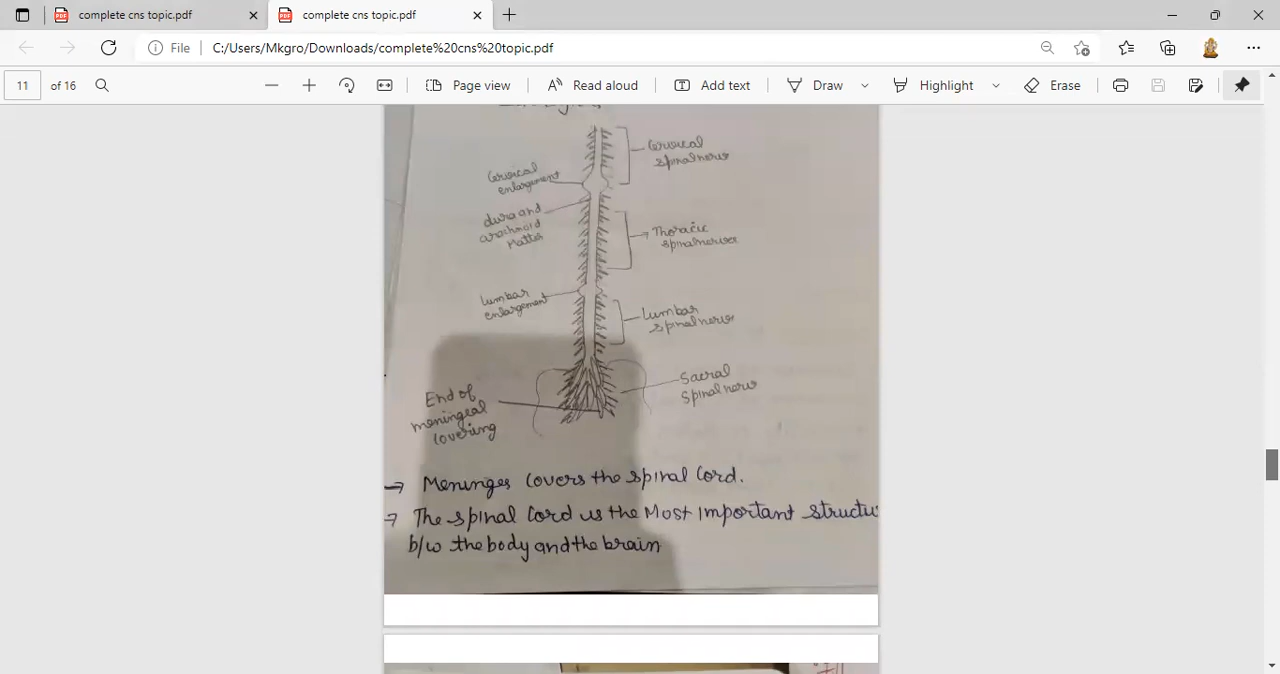 complete cns topic.pdf
complete cns topic.pdf
File
C:/Users/Mkgro/Downloads/complete%20cns%20topic.pdf
11 of 16
Page view
Read aloud
Add text
Draw
Highlight
Erase
Cervical
spinal nerve
Cervical
enlargement
dura and
arachnoid
matter
Thoracic
spinal nerves
Lumbar
enlargement
Lumbar
spinal nerve
Sacral
spinal nerve
End of
meningeal
covering
→ Meninges covers the spinal cord.
→ The spinal cord is the Most important structu
b/w the body and the brain